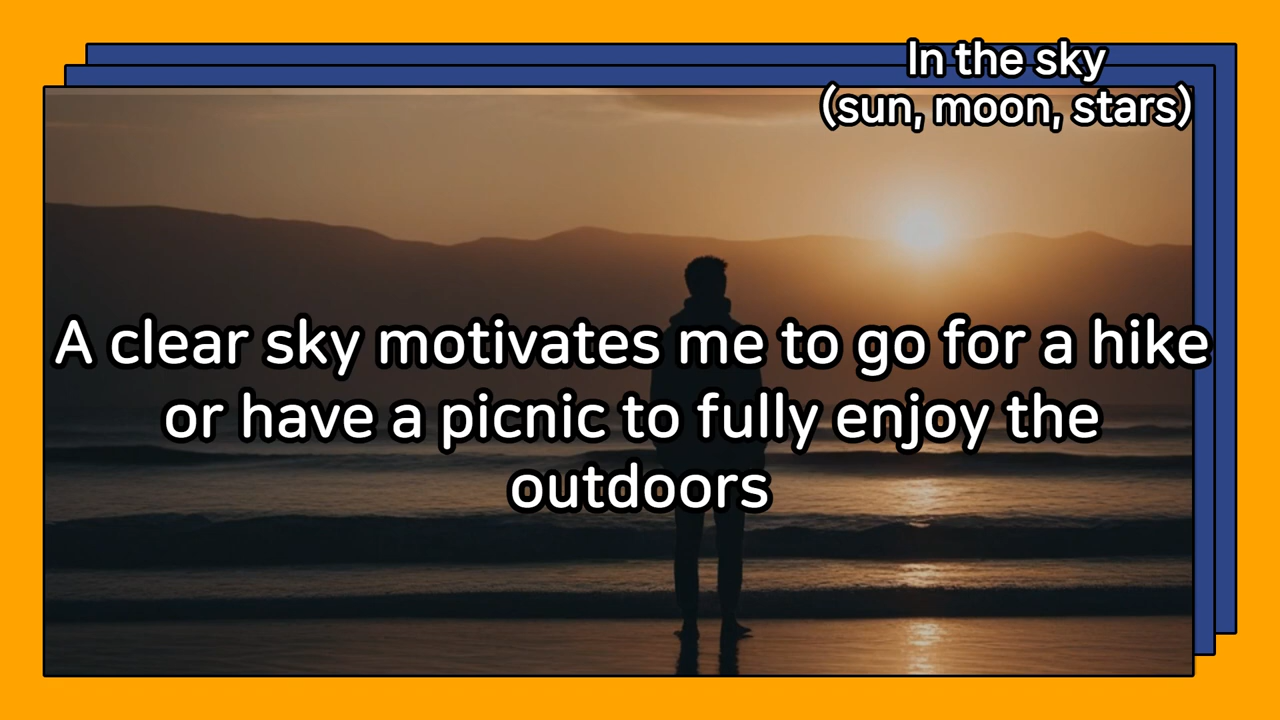 In the sky
(sun, moon, stars)
A clear sky motivates me to go for a hike
or have a picnic to fully enjoy the
outdoors